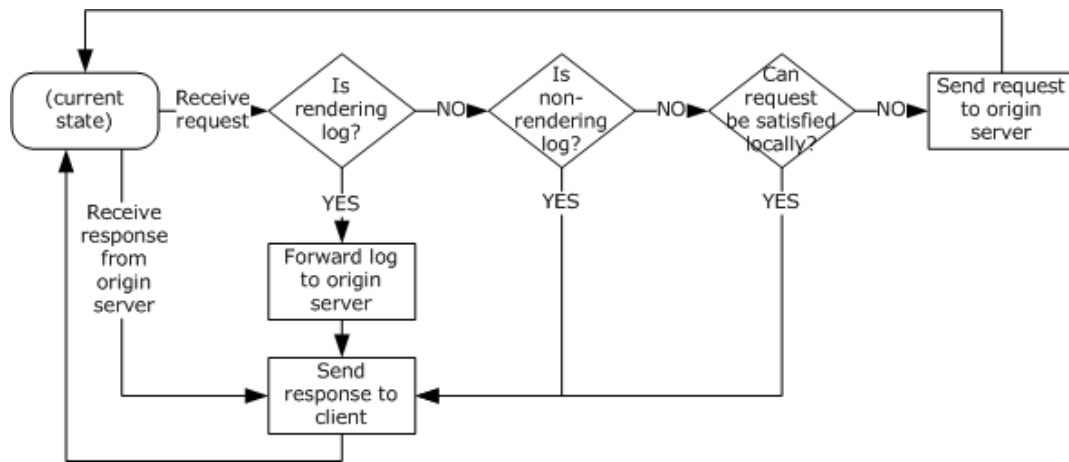 (current
state)
Receive
request
Is
rendering
log?
NO
Is
non-
rendering
log?
NO
Can
request
be satisfied
locally?
NO
Send request
to origin
server
YES
YES
YES
Receive
response
from
origin
server
Forward log
to origin
server
Send
response to
client